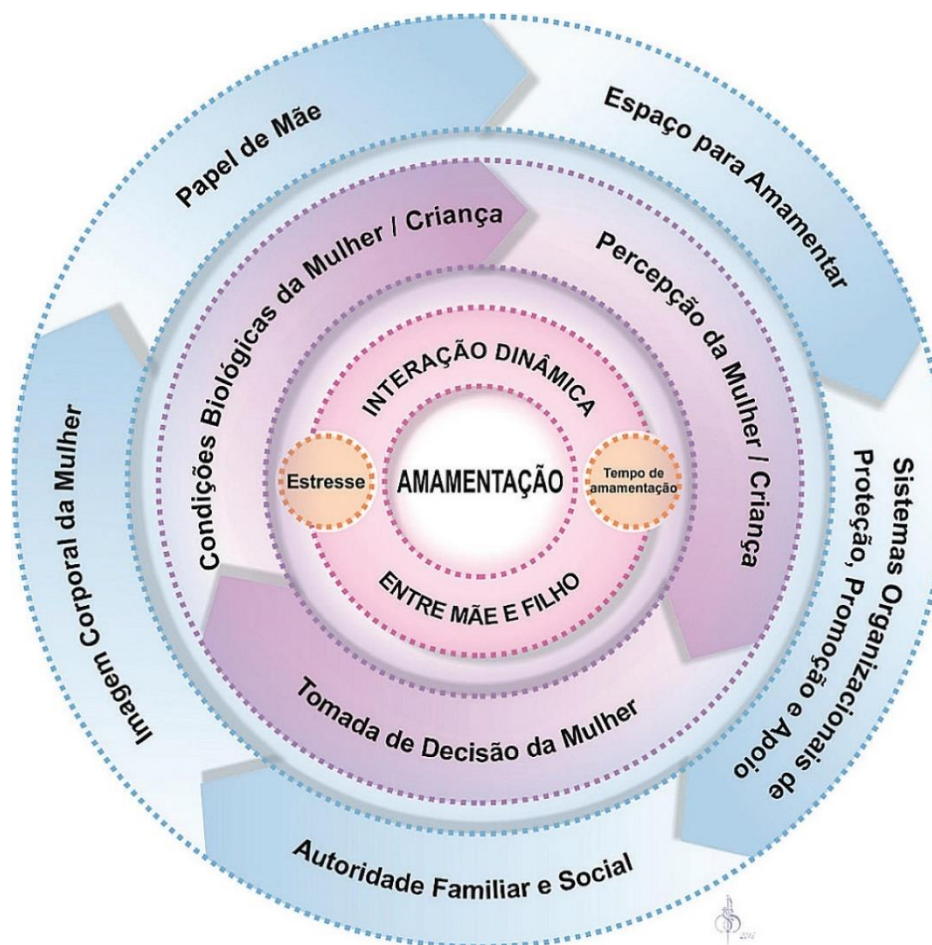 Papel de Mãe
Espaço para Amamentar
Sistemas Organizacionais de
Proteção, Promoção e Apoio
Autoridade Familiar e Social
Imagem Corporal da Mulher
Condições Biológicas da Mulher / Criança
Percepção da Mulher / Criança
Tomada de Decisão da Mulher
INTERAÇÃO DINÂMICA
ENTRE MÃE E FILHO
Estresse
AMAMENTAÇÃO
Tempo de
amamentação